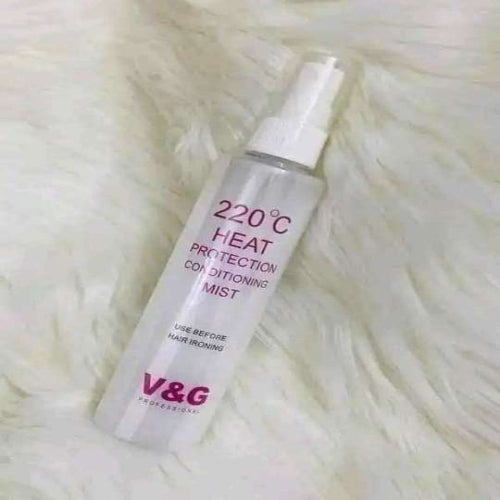 220°C
HEAT
PROTECTION
CONDITIONING
MIST
USE BEFORE
HAIR IRONING
V&G
PROFESSIONAL